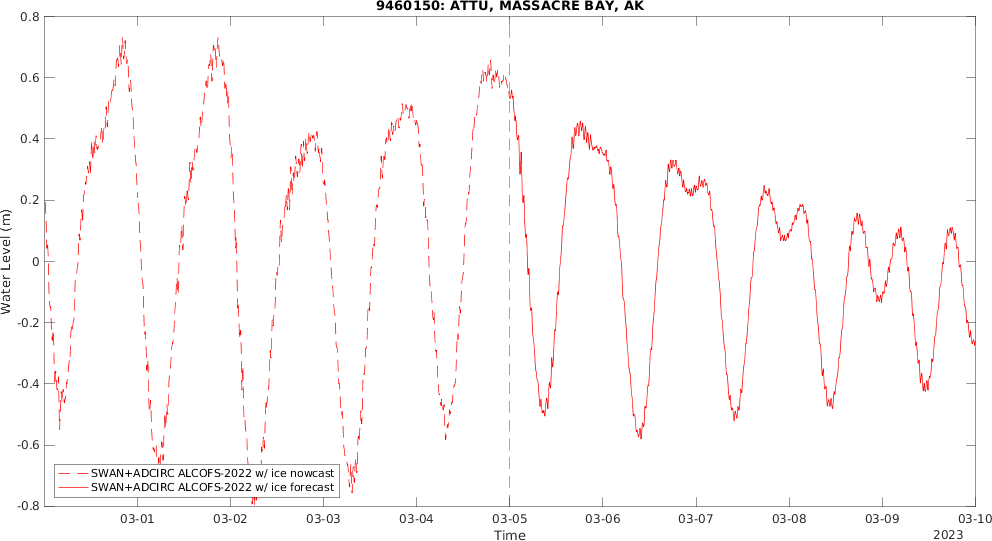 9460150: ATTU, MASSACRE BAY, AK
0.8
0.6
0.4
0.2
0
-0.2
-0.4
-0.6
-0.8
Water Level (m)
SWAN+ADCIRC ALCOFS-2022 w/ ice nowcast
SWAN+ADCIRC ALCOFS-2022 w/ ice forecast
03-01 03-02 03-03 03-04 03-05 03-06 03-07 03-08 03-09 03-10
Time
2023